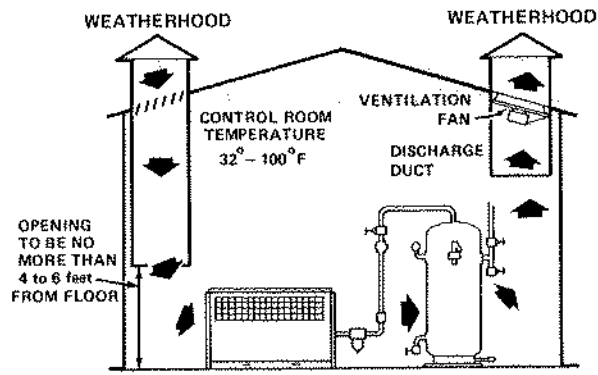 WEATHERHOOD
WEATHERHOOD
CONTROL ROOM
TEMPERATURE
32°–100°F
VENTILATION
FAN
DISCHARGE
DUCT
OPENING
TO BE NO
MORE THAN
4 to 6 feet
FROM FLOOR